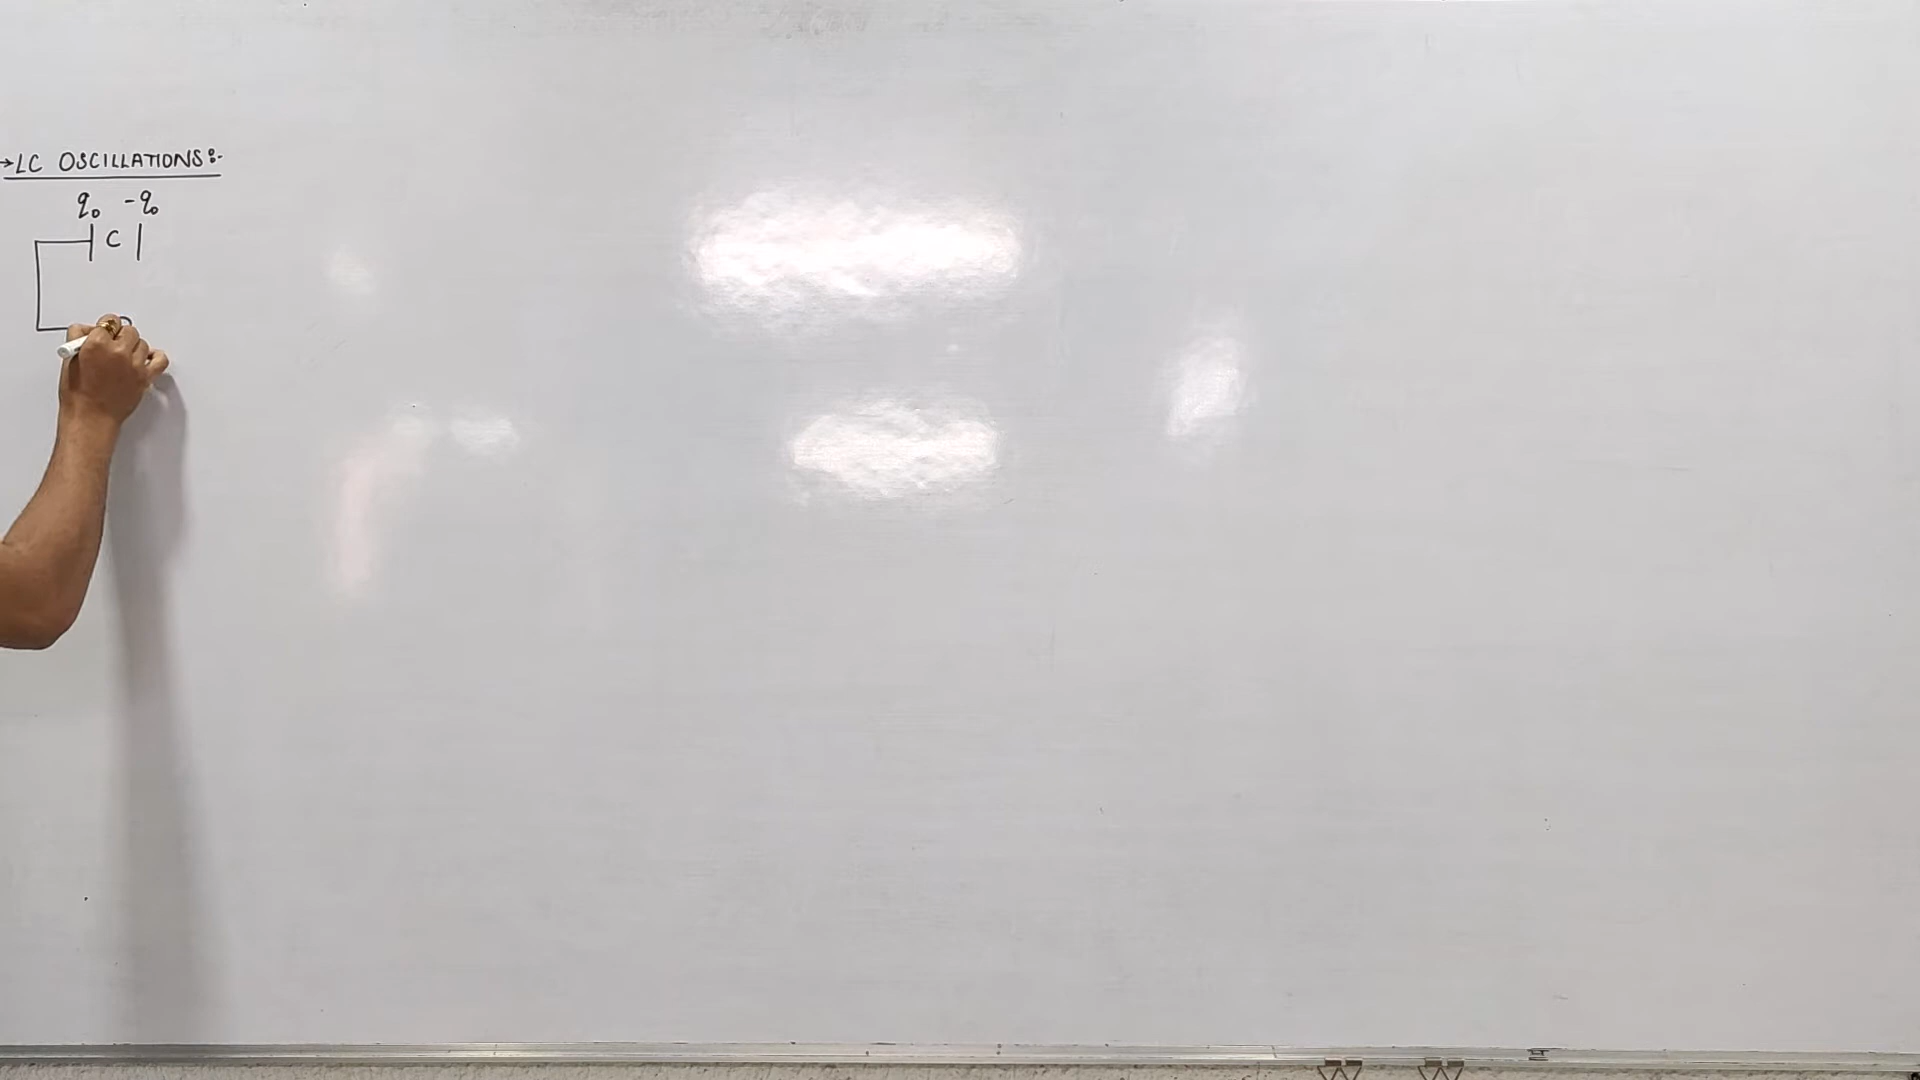 →LC OSCILLATIONS:-
q₀ -q₀
C